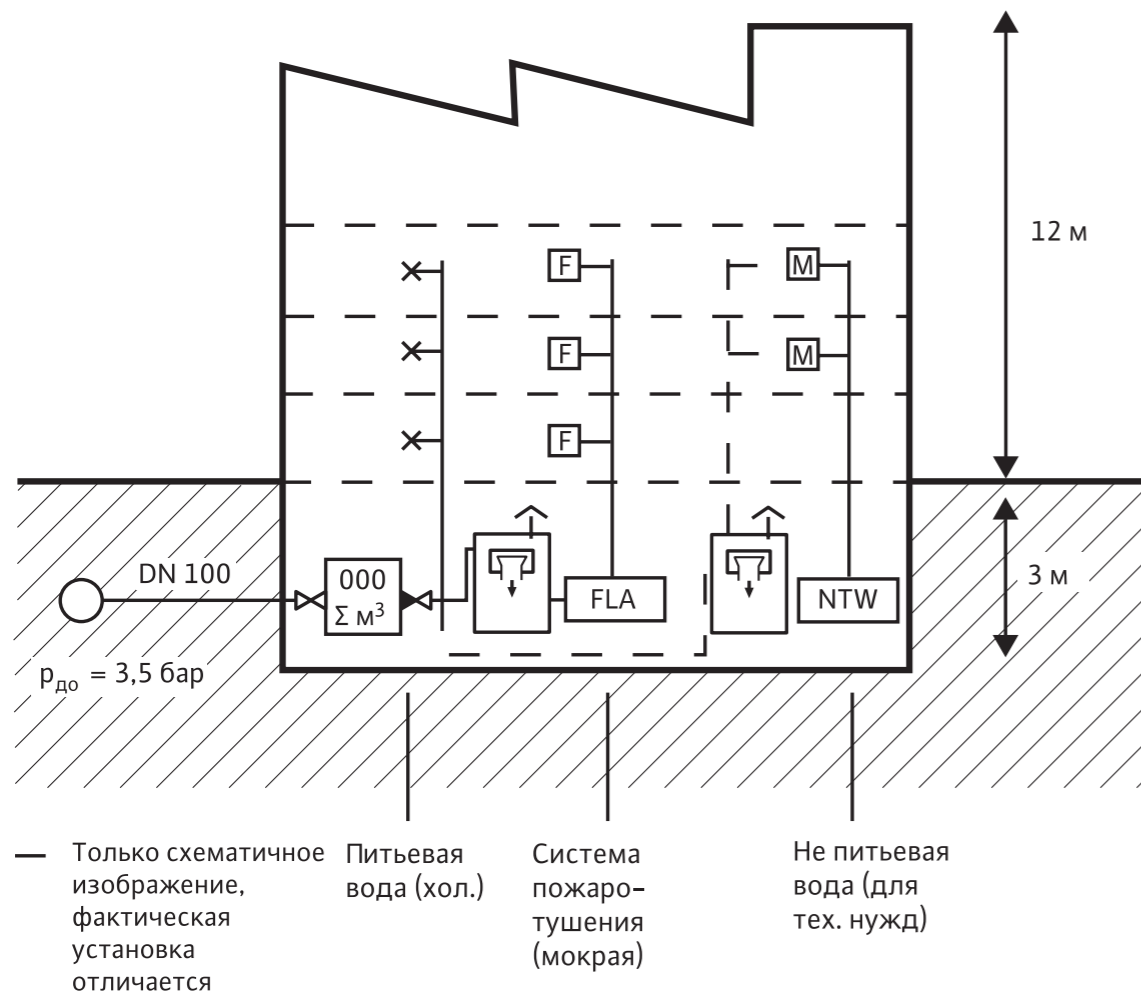 12 м
F
M
F
M
F
DN 100
000
Σ м³
FLA
NTW
3 м
pдо = 3,5 бар
— Только схематичное
изображение,
фактическая
установка
отличается
Питьевая
вода (хол.)
Система
пожаро-
тушения
(мокрая)
Не питьевая
вода (для
тех. нужд)